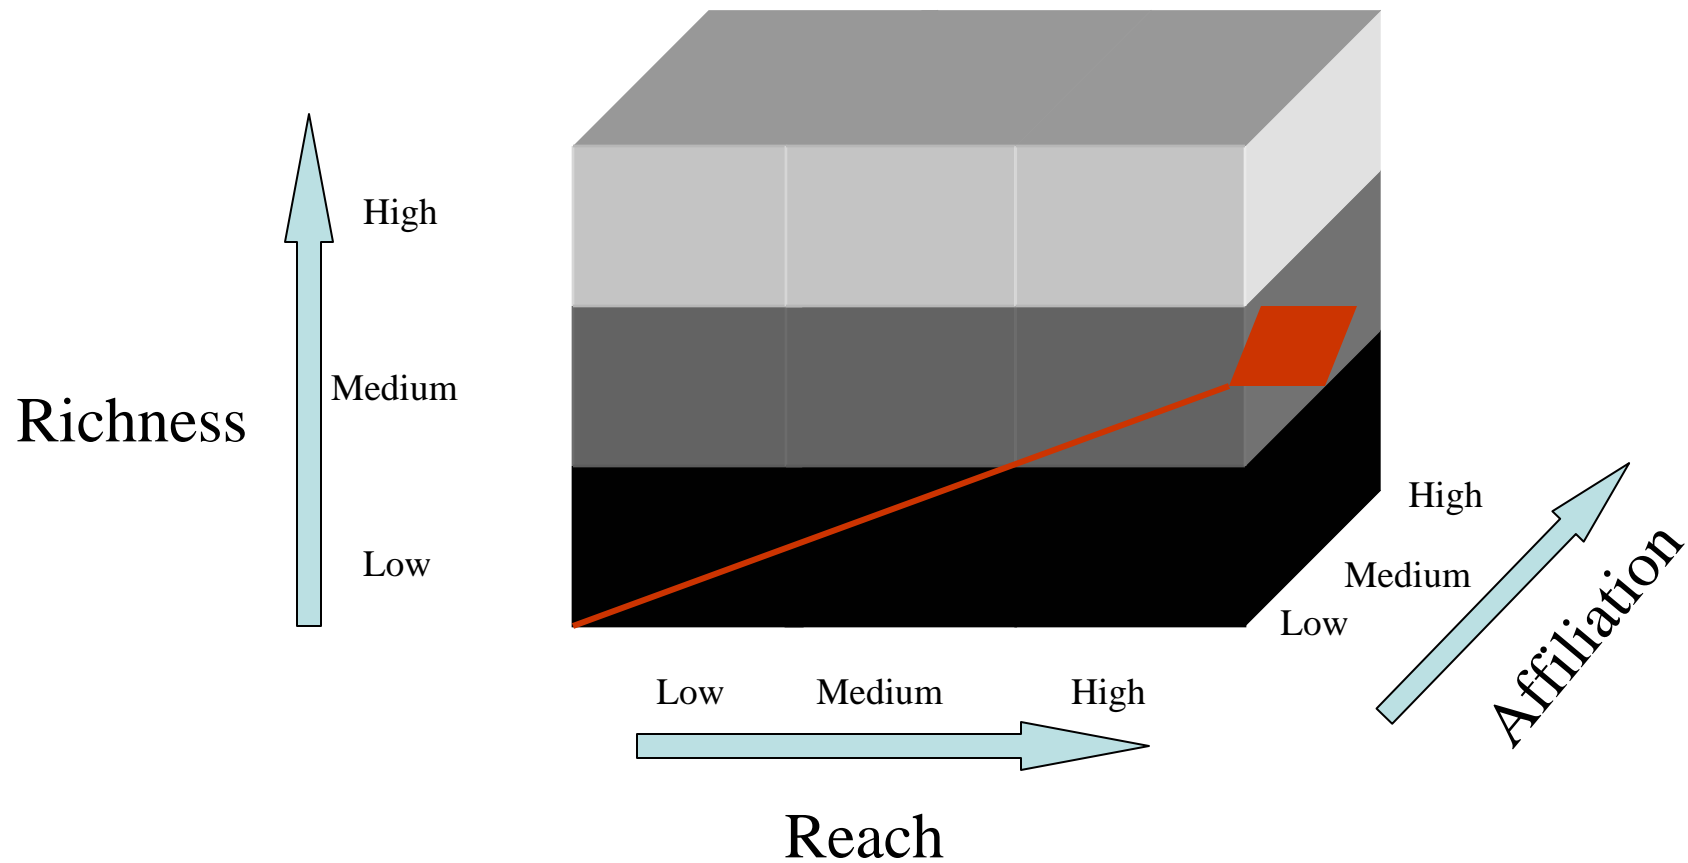 High
Medium
Richness
Low
High
Medium
Low
Affiliation
Low Medium High
Reach